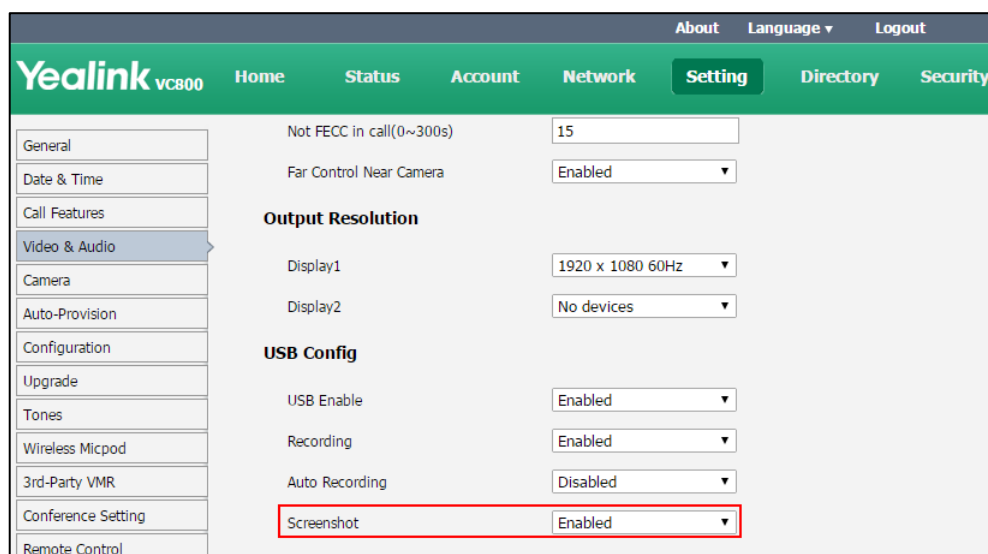 About Language ▾ Logout
Yealink VC800 Home Status Account Network Setting Directory Security
General
Date & Time
Call Features
Video & Audio
Camera
Auto-Provision
Configuration
Upgrade
Tones
Wireless Micpod
3rd-Party VMR
Conference Setting
Remote Control
Not FECC in call(0~300s) 15
Far Control Near Camera Enabled
Output Resolution
Display1 1920 x 1080 60Hz
Display2 No devices
USB Config
USB Enable Enabled
Recording Enabled
Auto Recording Disabled
Screenshot Enabled